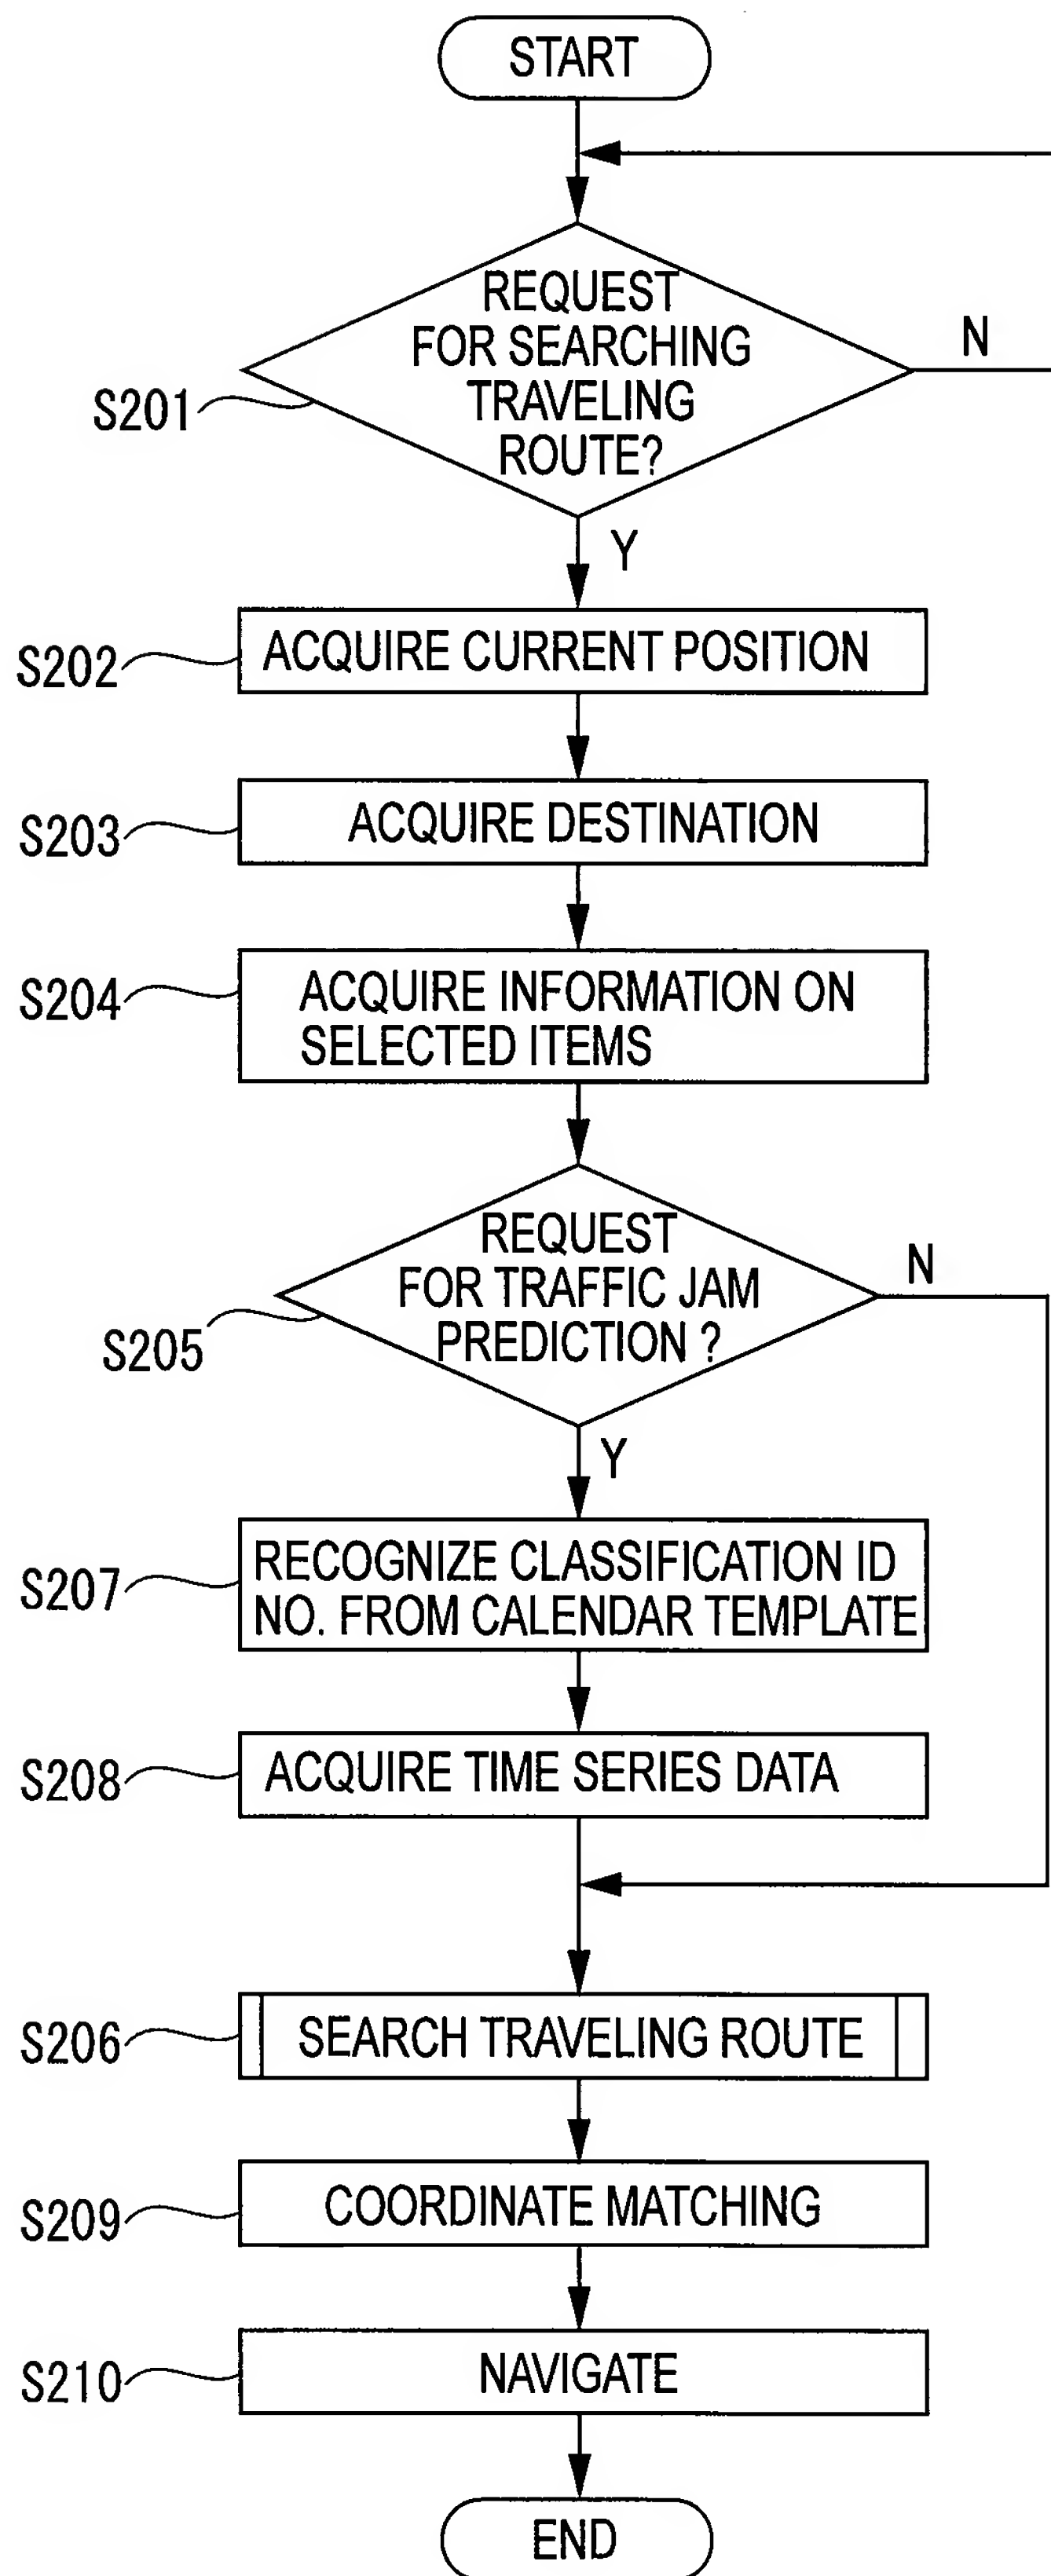 START
REQUEST
FOR SEARCHING
TRAVELING
ROUTE?
N
S201
Y
S202
ACQUIRE CURRENT POSITION
S203
ACQUIRE DESTINATION
S204
ACQUIRE INFORMATION ON
SELECTED ITEMS
REQUEST
FOR TRAFFIC JAM
PREDICTION ?
N
S205
Y
S207
RECOGNIZE CLASSIFICATION ID
NO. FROM CALENDAR TEMPLATE
S208
ACQUIRE TIME SERIES DATA
S206
SEARCH TRAVELING ROUTE
S209
COORDINATE MATCHING
S210
NAVIGATE
END